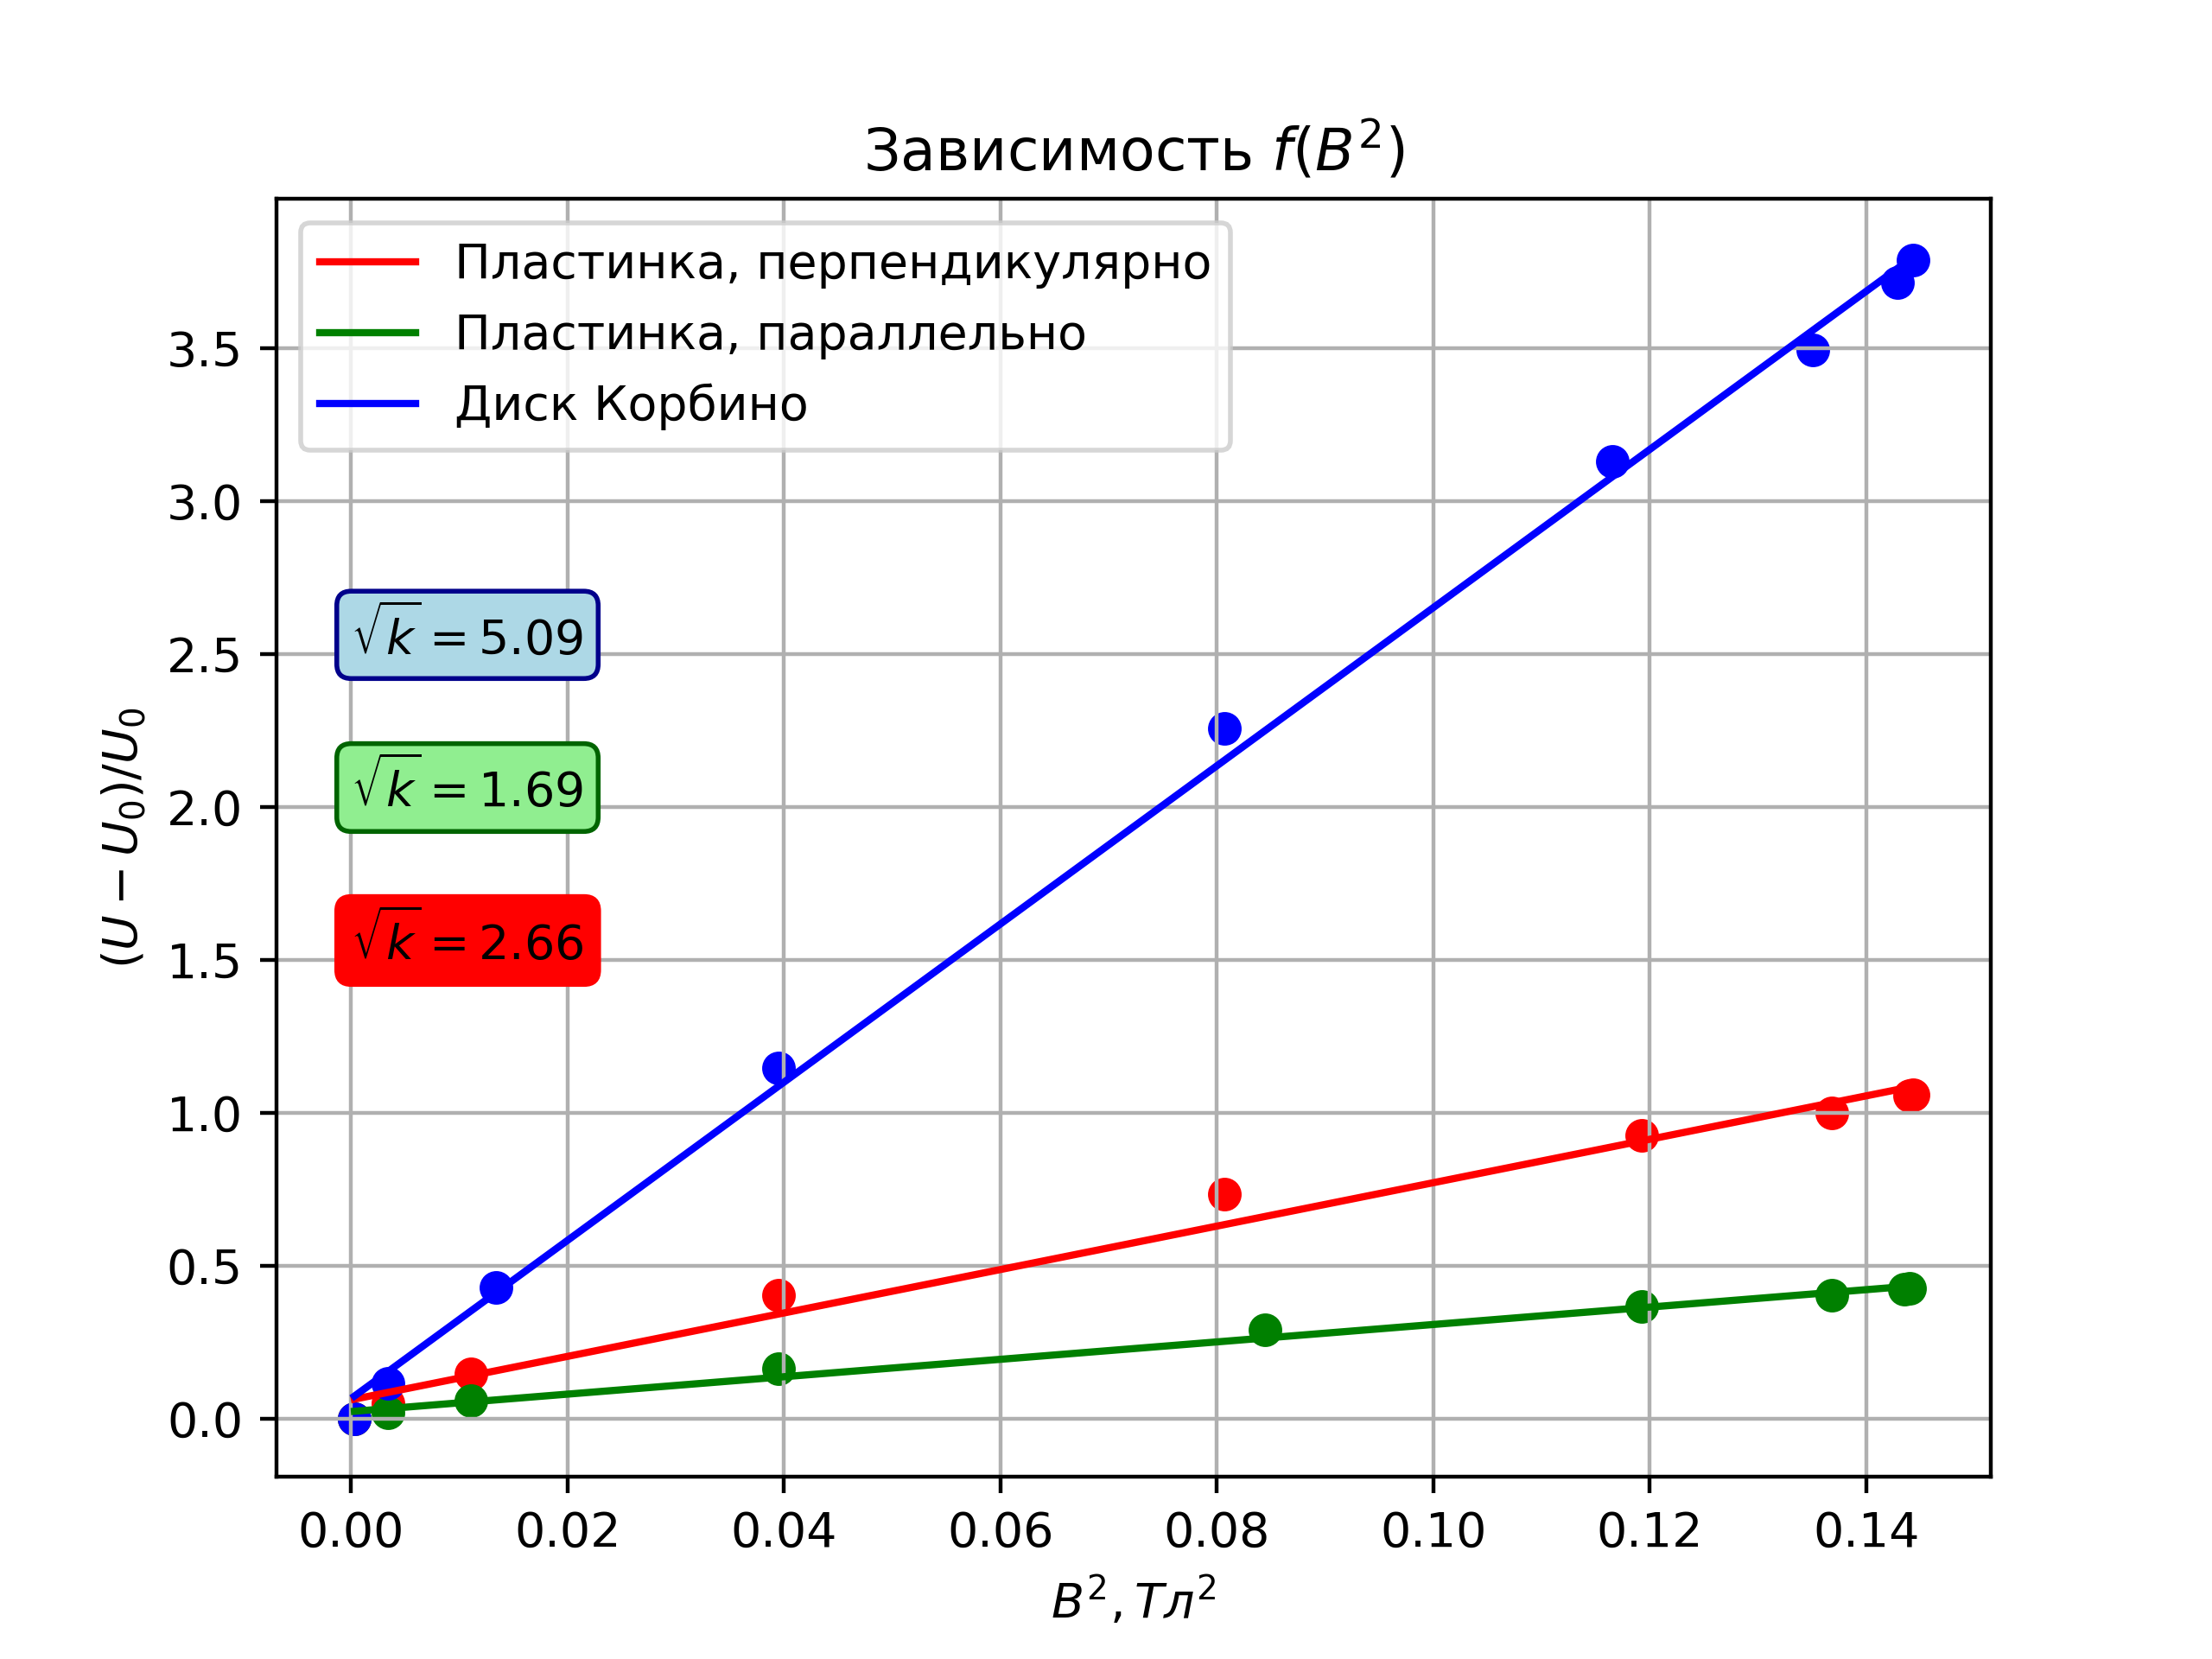 Зависимость f(B²)
Пластинка, перпендикулярно
Пластинка, параллельно
Диск Корбино
√k = 5.09
√k = 1.69
√k = 2.66
(U − U₀)/U₀
3.5
3.0
2.5
2.0
1.5
1.0
0.5
0.0
0.00 0.02 0.04 0.06 0.08 0.10 0.12 0.14
B², Тл²